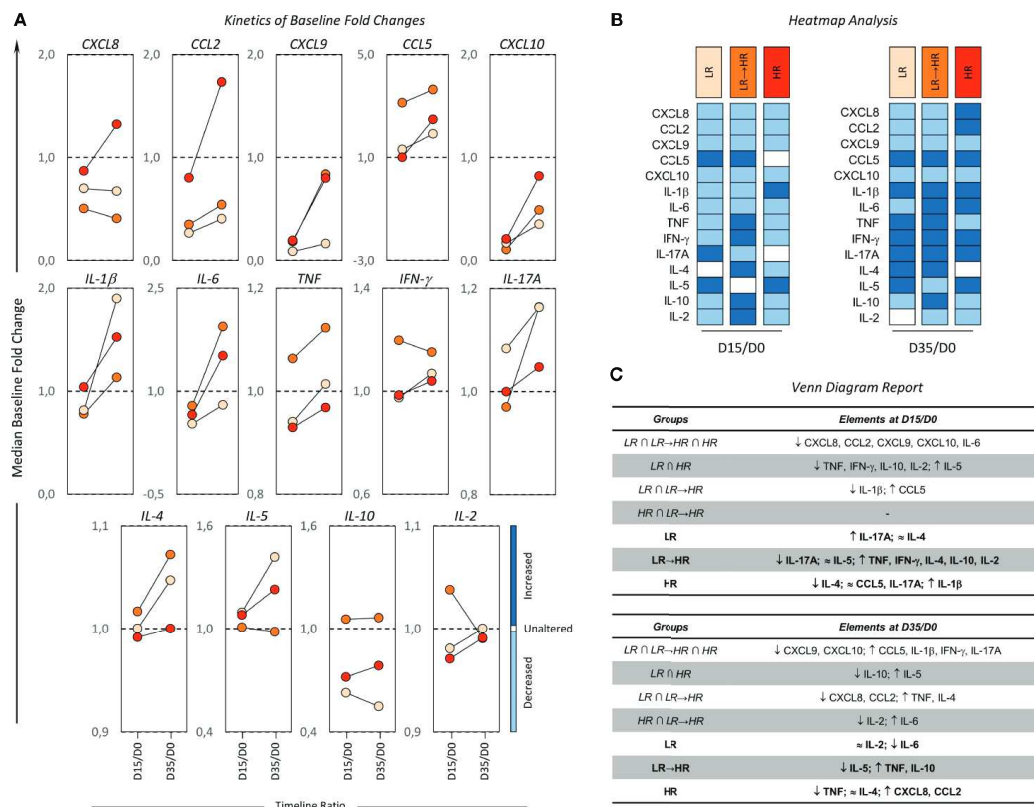 A
Kinetics of Baseline Fold Changes
CXCL8 CCL2 CXCL9 CCL5 CXCL10
2,0 2,0 2,0 5,0 2,0
1,0 1,0 1,0 1,0 1,0
0,0 0,0 0,0 -3,0 0,0
IL-1β IL-6 TNF IFN-γ IL-17A
2,0 2,5 1,2 1,4 1,2
1,0 1,0 1,0 1,0 1,0
0,0 -0,5 0,8 0,6 0,8
IL-4 IL-5 IL-10 IL-2
1,1 1,6 1,6 1,1
1,0 1,0 1,0 1,0
0,9 0,4 0,4 0,9
Median Baseline Fold Change
Increased
Unaltered
Decreased
D15/D0 D35/D0 D15/D0 D35/D0 D15/D0 D35/D0 D15/D0 D35/D0
Timeline Ratio
B
Heatmap Analysis
LR LR→HR HR LR LR→HR HR
CXCL8 CXCL8
CCL2 CCL2
CXCL9 CXCL9
CCL5 CCL5
CXCL10 CXCL10
IL-1β IL-1β
IL-6 IL-6
TNF TNF
IFN-γ IFN-γ
IL-17A IL-17A
IL-4 IL-4
IL-5 IL-5
IL-10 IL-10
IL-2 IL-2
D15/D0 D35/D0
C
Venn Diagram Report
Groups Elements at D15/D0
LR ∩ LR→HR ∩ HR ↓ CXCL8, CCL2, CXCL9, CXCL10, IL-6
LR ∩ HR ↓ TNF, IFN-γ, IL-10, IL-2; ↑ IL-5
LR ∩ LR→HR ↓ IL-1β; ↑ CCL5
HR ∩ LR→HR -
LR ↑ IL-17A; ≈ IL-4
LR→HR ↓ IL-17A; ≈ IL-5; ↑ TNF, IFN-γ, IL-4, IL-10, IL-2
HR ↓ IL-4; ≈ CCL5, IL-17A; ↑ IL-1β
Groups Elements at D35/D0
LR ∩ LR→HR ∩ HR ↓ CXCL9, CXCL10; ↑ CCL5, IL-1β, IFN-γ, IL-17A
LR ∩ HR ↓ IL-10; ↑ IL-5
LR ∩ LR→HR ↓ CXCL8, CCL2; ↑ TNF, IL-4
HR ∩ LR→HR ↓ IL-2; ↑ IL-6
LR ≈ IL-2; ↓ IL-6
LR→HR ↓ IL-5; ↑ TNF, IL-10
HR ↓ TNF; ≈ IL-4; ↑ CXCL8, CCL2